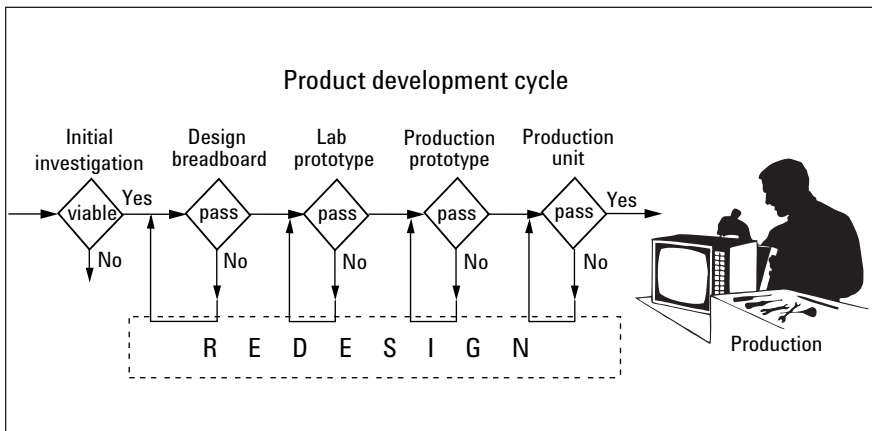 Product development cycle
Initial
investigation
Design
breadboard
Lab
prototype
Production
prototype
Production
unit
viable
Yes
pass
pass
pass
pass
Yes
No
No
No
No
No
REDESIGN
Production